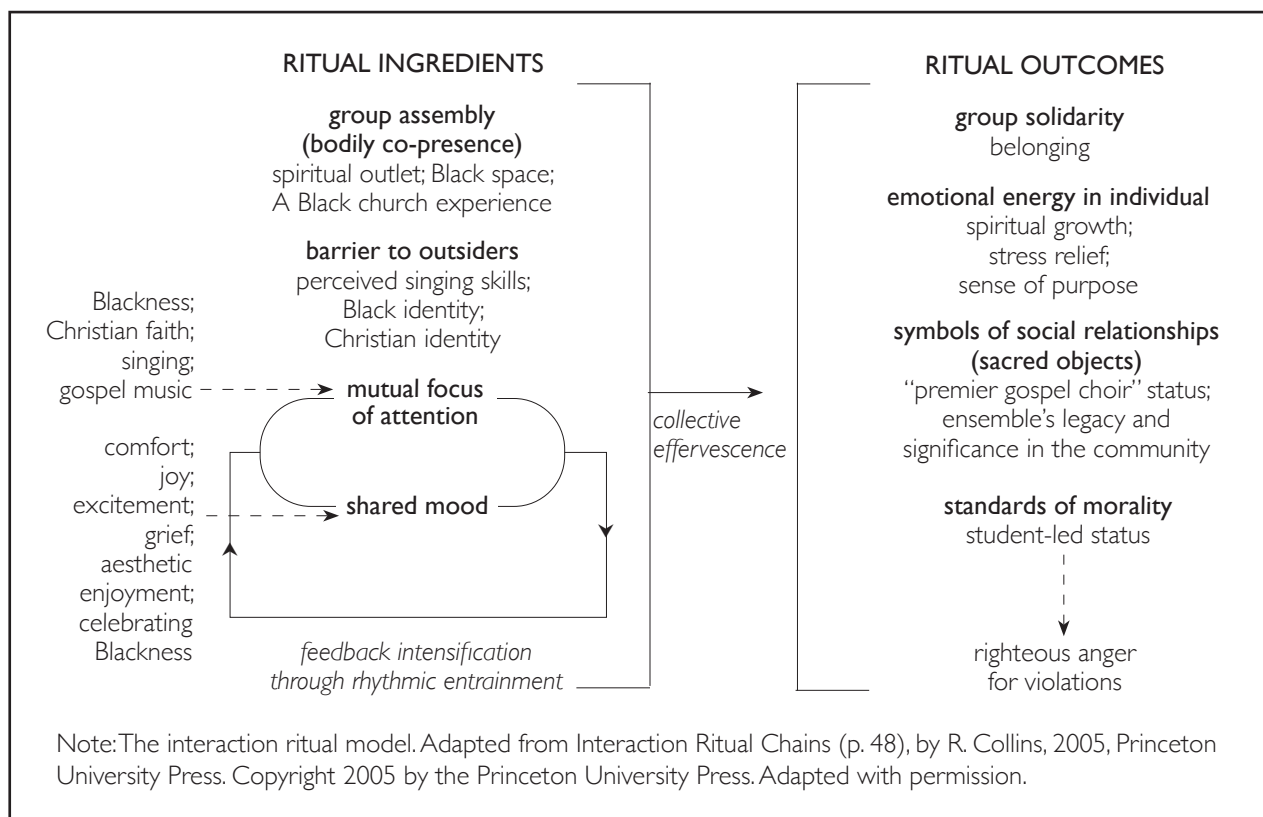 RITUAL INGREDIENTS
group assembly
(bodily co-presence)
spiritual outlet; Black space;
A Black church experience
barrier to outsiders
perceived singing skills;
Black identity;
Christian identity
Blackness;
Christian faith;
singing;
gospel music
mutual focus
of attention
comfort;
joy;
excitement;
grief;
aesthetic
enjoyment;
celebrating
Blackness
shared mood
feedback intensification
through rhythmic entrainment
collective
effervescence
RITUAL OUTCOMES
group solidarity
belonging
emotional energy in individual
spiritual growth;
stress relief;
sense of purpose
symbols of social relationships
(sacred objects)
“premier gospel choir” status;
ensemble’s legacy and
significance in the community
standards of morality
student-led status
righteous anger
for violations
Note: The interaction ritual model. Adapted from Interaction Ritual Chains (p. 48), by R. Collins, 2005, Princeton
University Press. Copyright 2005 by the Princeton University Press. Adapted with permission.